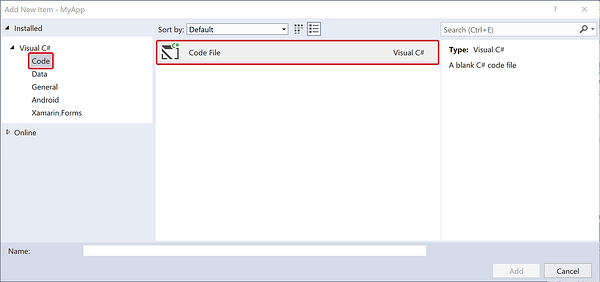 Add New Item - MyApp
Installed
Sort by: Default
Search (Ctrl+E)
Visual C#
Code
Data
General
Android
Xamarin.Forms
Online
C#
Code File
Visual C#
Type: Visual C#
A blank C# code file
Name:
Add
Cancel